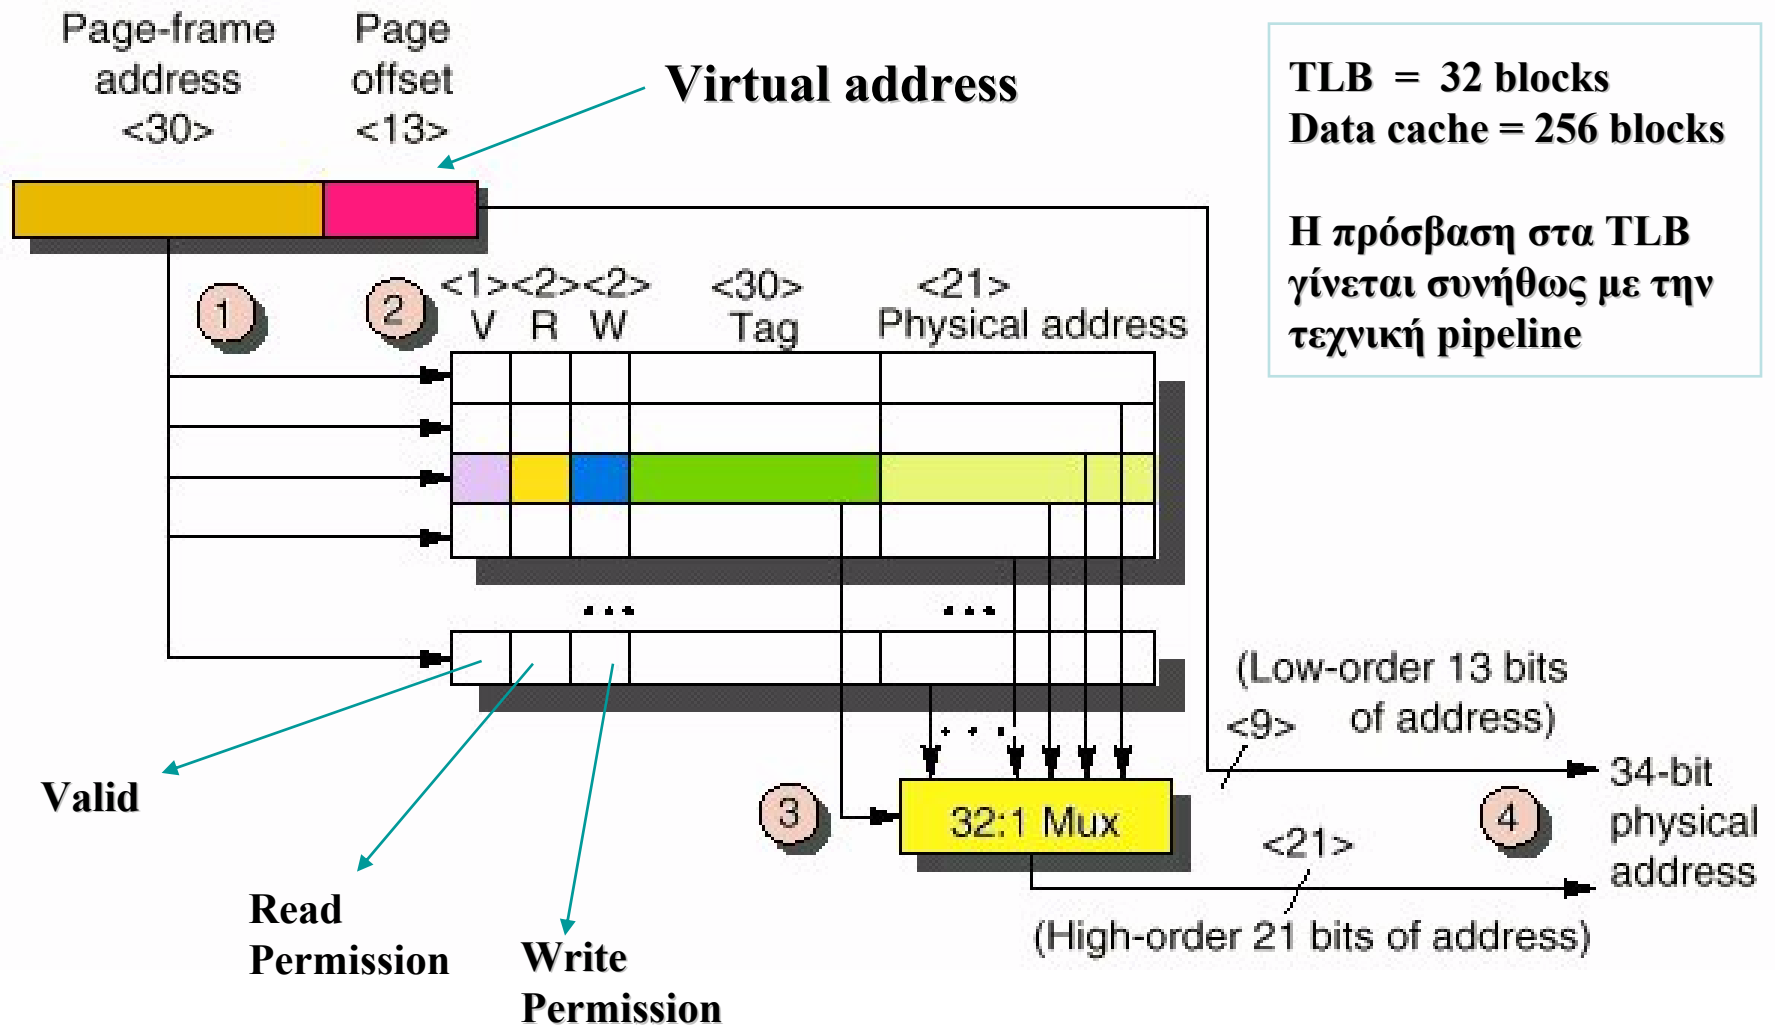 Page-frame
address
<30>
Page
offset
<13>
Virtual address
TLB = 32 blocks
Data cache = 256 blocks
Η πρόσβαση στα TLB
γίνεται συνήθως με την
τεχνική pipeline
1
2
<1> <2> <2> <30> <21>
V R W Tag Physical address
...
...
(Low-order 13 bits
of address)
<9>
Valid
Read
Permission
Write
Permission
3
32:1 Mux
. . .
4
34-bit
physical
address
<21>
(High-order 21 bits of address)